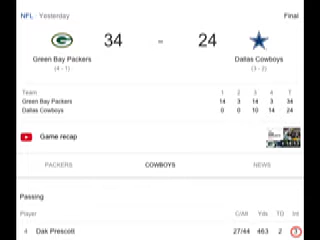 NFL Yesterday Final
34 - 24
Green Bay Packers Dallas Cowboys
(4 - 1) (3 - 2)
Team 1 2 3 4 T
Green Bay Packers 14 3 14 3 34
Dallas Cowboys 0 0 10 14 24
Game recap
PACKERS COWBOYS NEWS
Passing
Player C/Att Yds TD Int
4 Dak Prescott 27/44 463 2 3